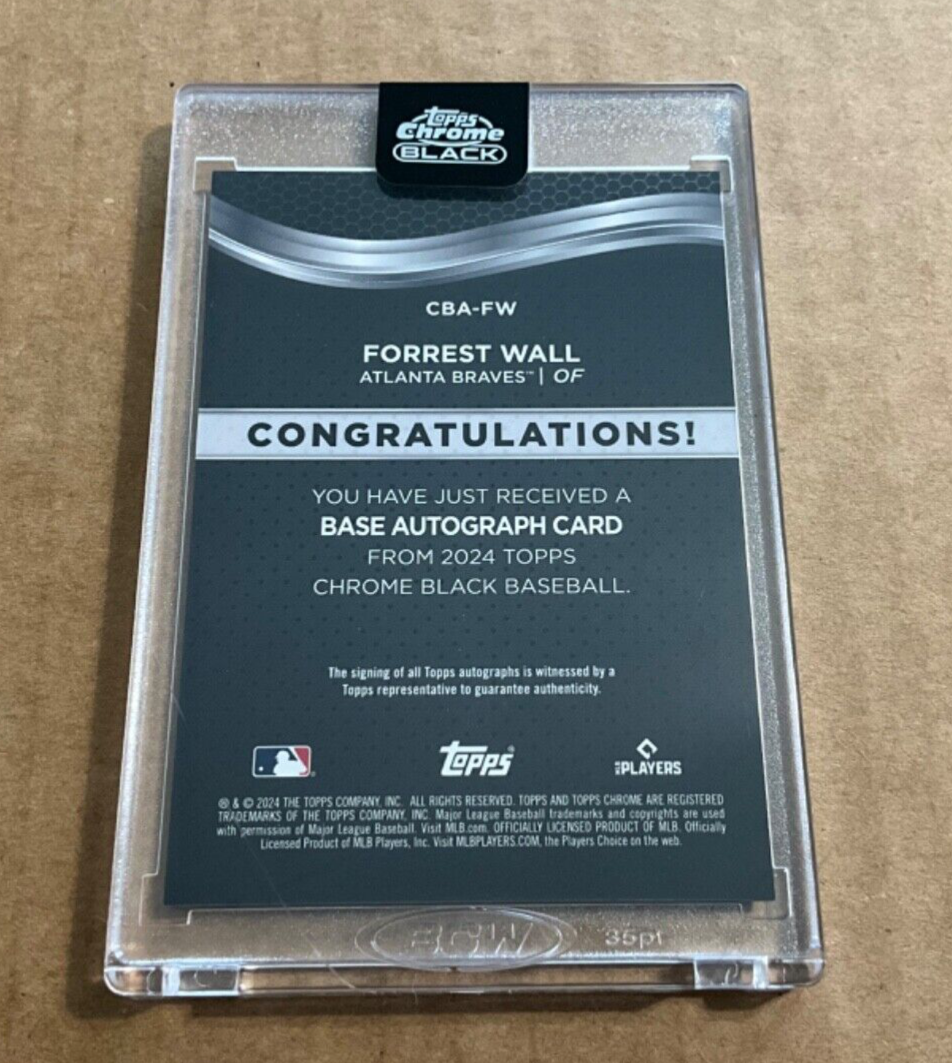 Topps
Chrome
BLACK
CBA-FW
FORREST WALL
ATLANTA BRAVES™ | OF
CONGRATULATIONS!
YOU HAVE JUST RECEIVED A
BASE AUTOGRAPH CARD
FROM 2024 TOPPS
CHROME BLACK BASEBALL.
The signing of all Topps autographs is witnessed by a
Topps representative to guarantee authenticity.
Topps®
PLAYERS
® & © 2024 THE TOPPS COMPANY, INC. ALL RIGHTS RESERVED. TOPPS AND TOPPS CHROME ARE REGISTERED
TRADEMARKS OF THE TOPPS COMPANY, INC. Major League Baseball trademarks and copyrights are used
with permission of Major League Baseball. Visit MLB.com. OFFICIALLY LICENSED PRODUCT OF MLB. Officially
Licensed Product of MLB Players, Inc. Visit MLBPLAYERS.COM, the Players Choice on the web.
BCW 35pt